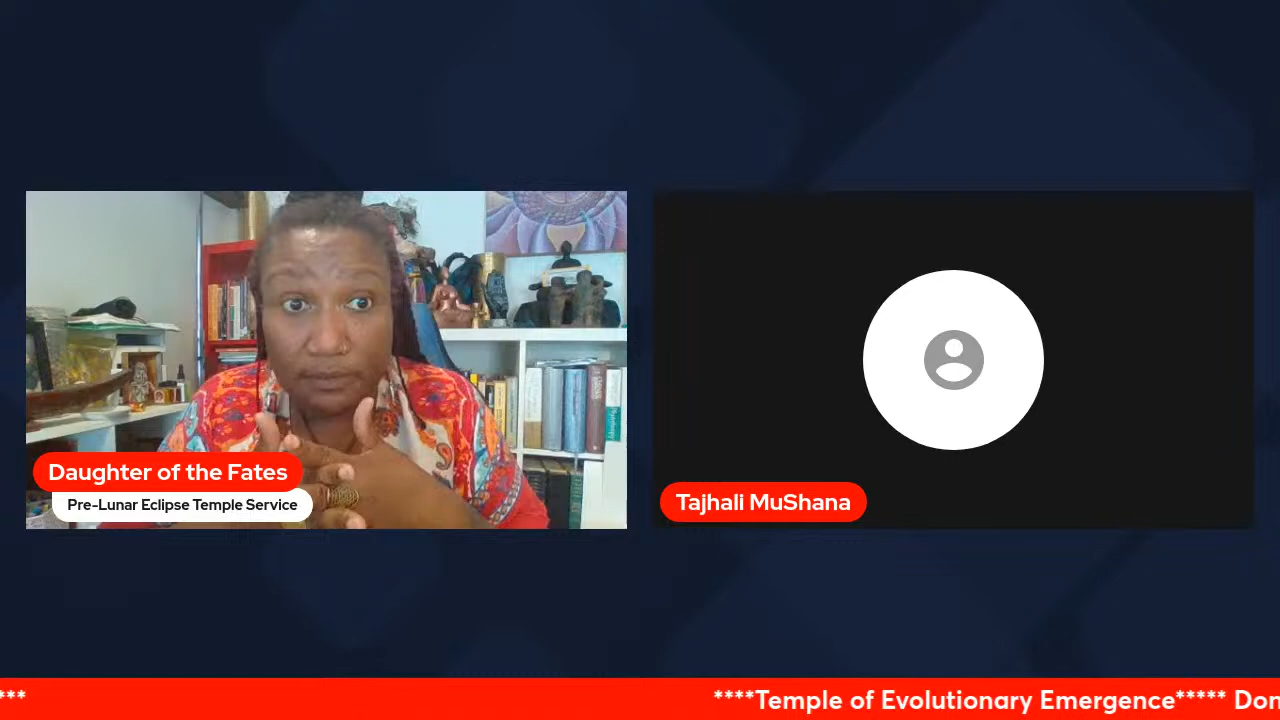 Daughter of the Fates
Pre-Lunar Eclipse Temple Service
Tajhali MuShana
*** ****Temple of Evolutionary Emergence***** Don